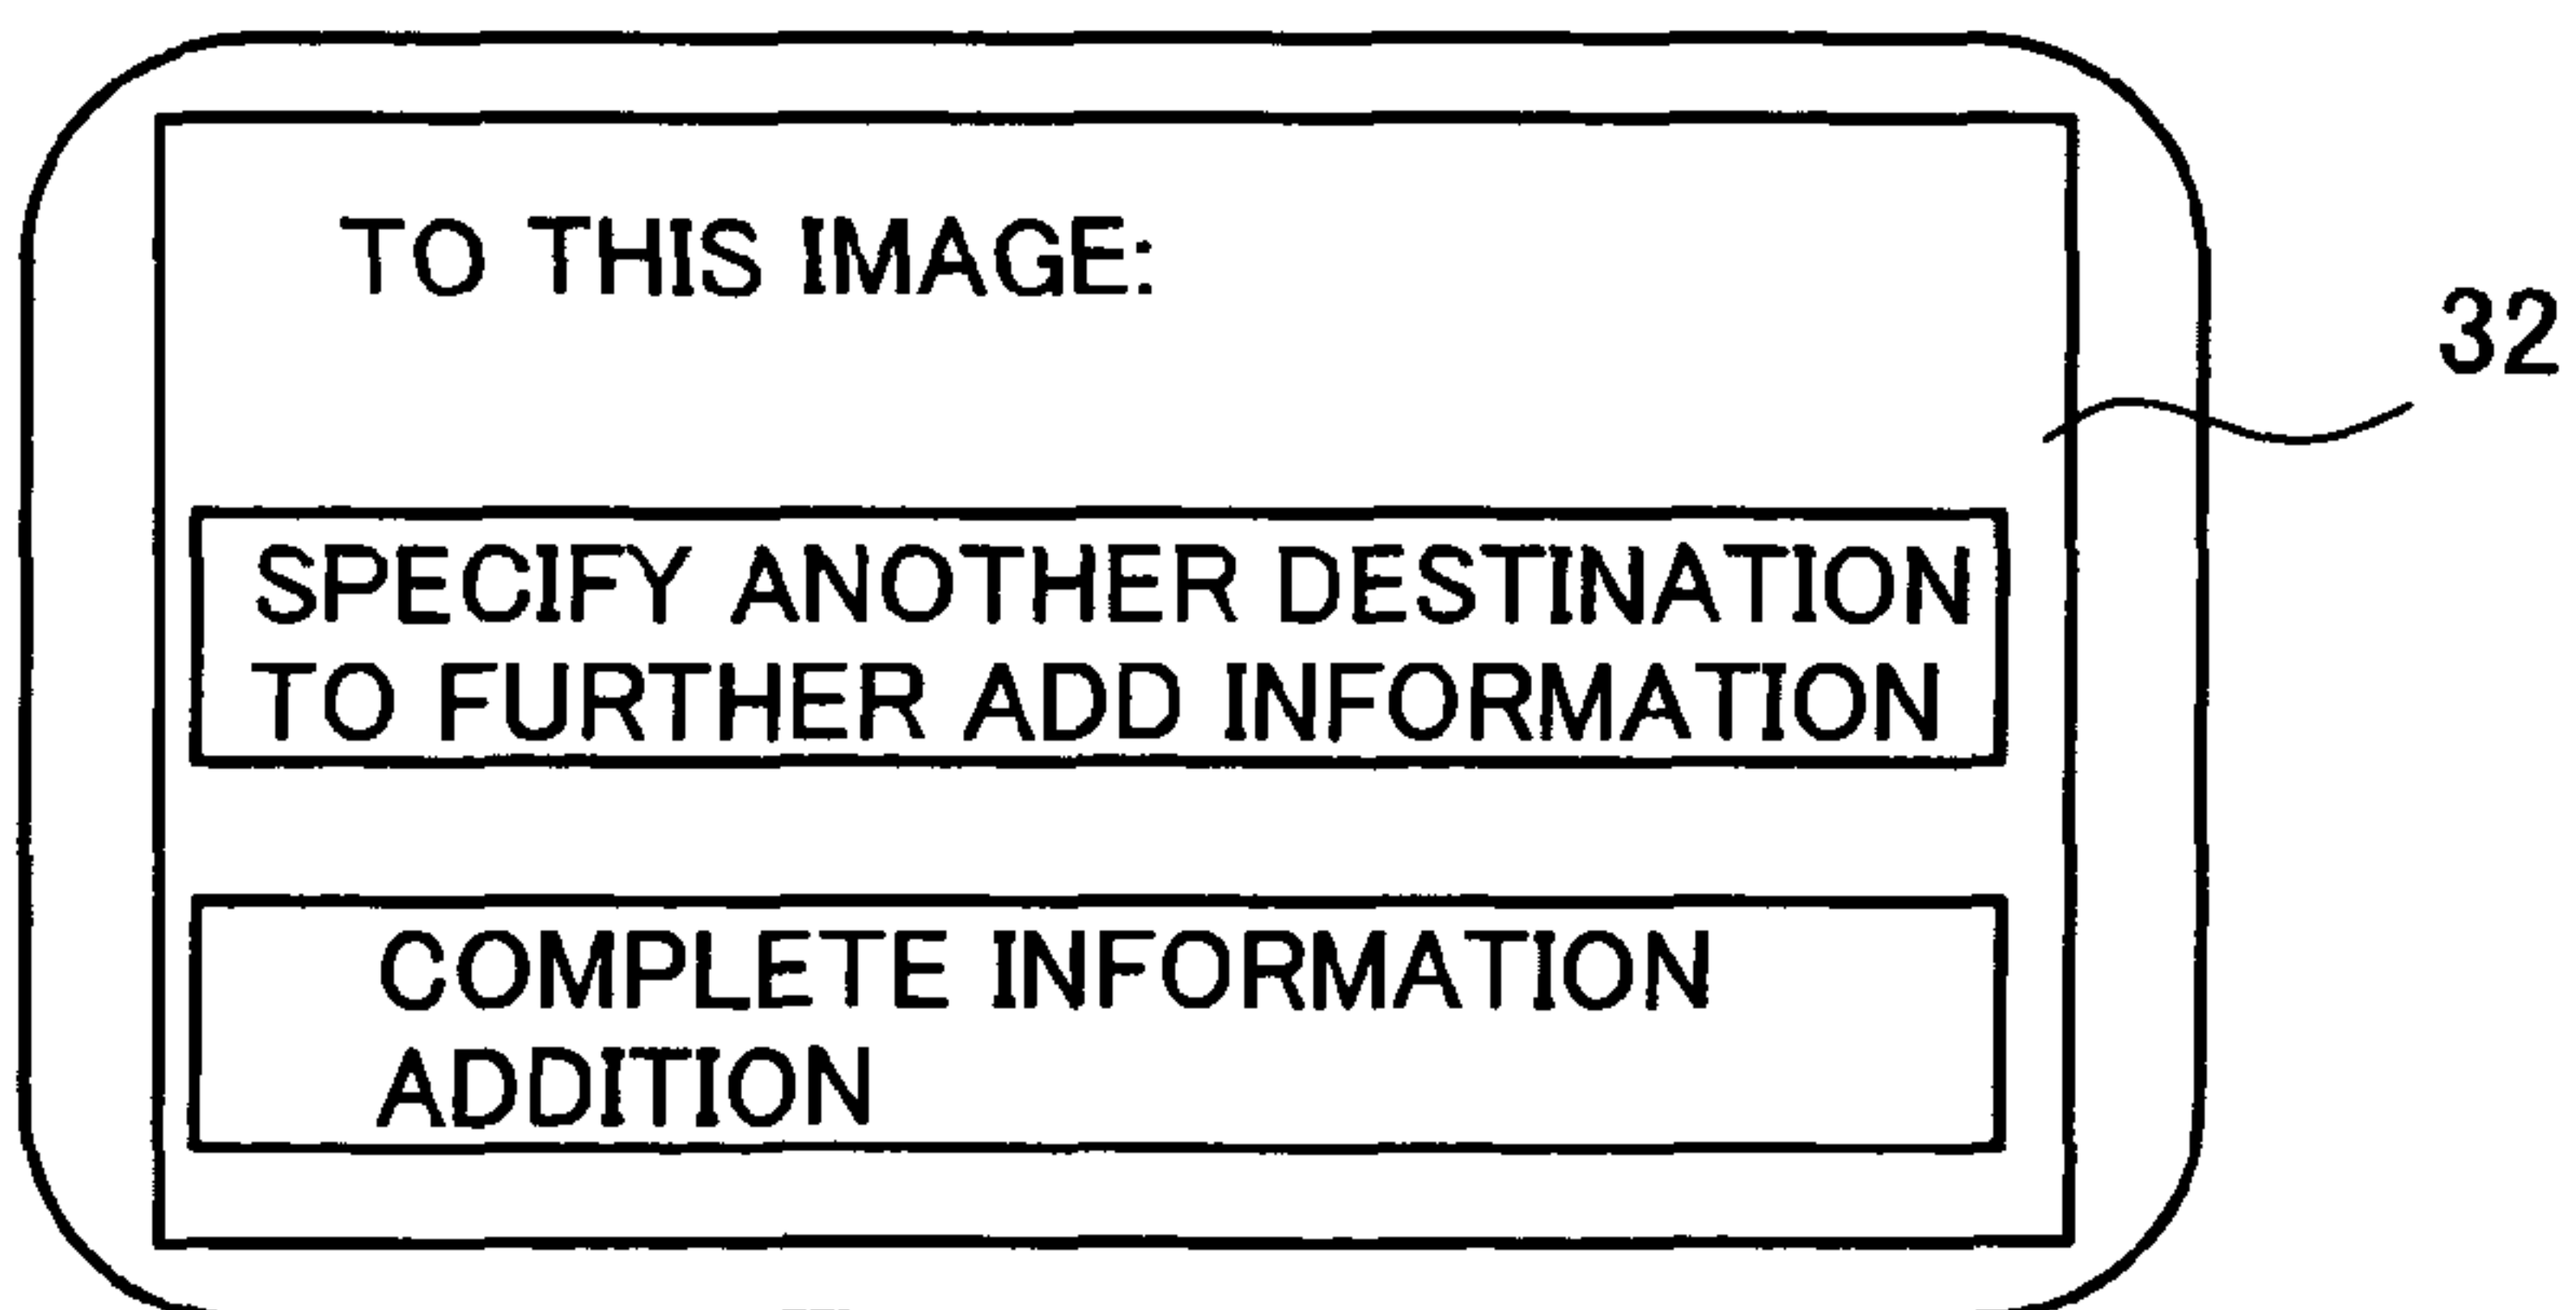 TO THIS IMAGE:
32
SPECIFY ANOTHER DESTINATION
TO FURTHER ADD INFORMATION
COMPLETE INFORMATION
ADDITION